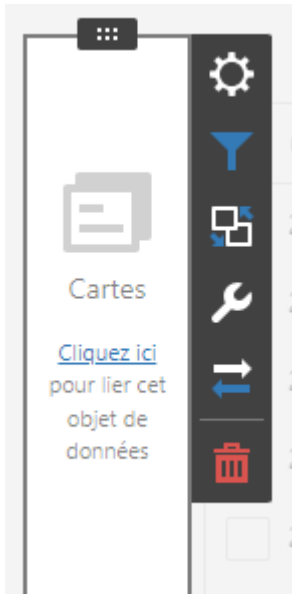 Cartes
Cliquez ici
pour lier cet
objet de
données